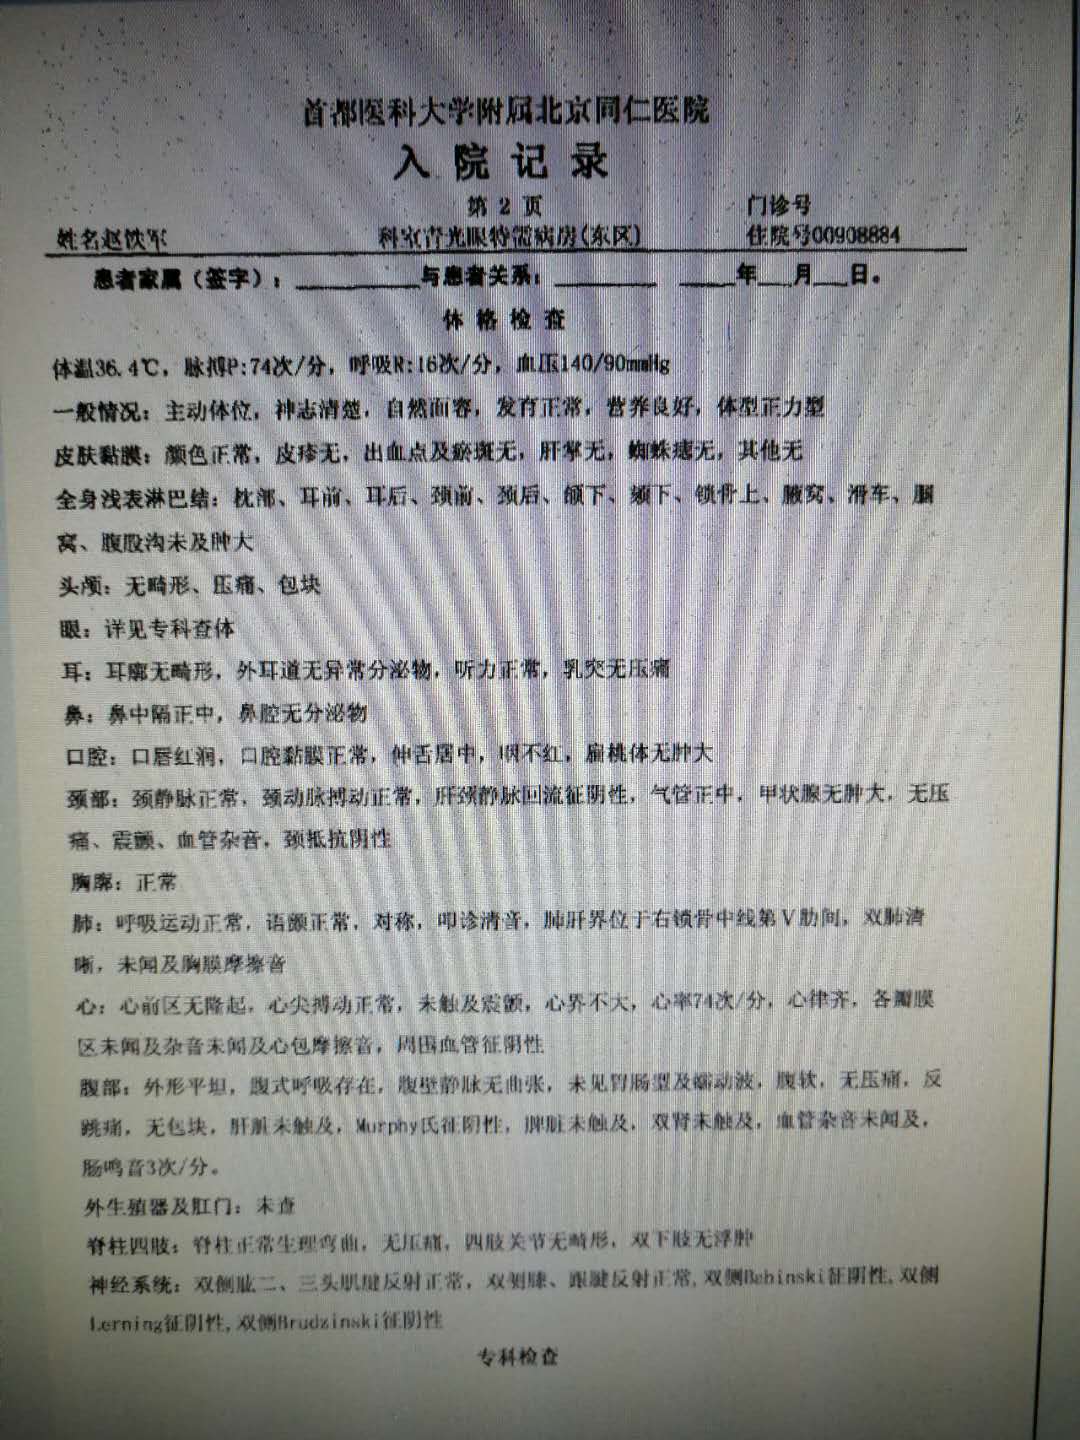 首都医科大学附属北京同仁医院
入院记录
第 2 页 门诊号
姓名赵铁军 科室青光眼特需病房(东区) 住院号00908884
患者家属（签字）：__________与患者关系：________ ____年___月___日。
体格检查
体温36.4℃，脉搏P:74次/分，呼吸R:16次/分，血压140/90mmHg
一般情况：主动体位，神志清楚，自然面容，发育正常，营养良好，体型正力型
皮肤黏膜：颜色正常，皮疹无，出血点及瘀斑无，肝掌无，蜘蛛痣无，其他无
全身浅表淋巴结：枕部、耳前、耳后、颈前、颈后、颌下、颏下、锁骨上、腋窝、滑车、腘
窝、腹股沟未及肿大
头颅：无畸形、压痛、包块
眼：详见专科查体
耳：耳廓无畸形，外耳道无异常分泌物，听力正常，乳突无压痛
鼻：鼻中隔正中，鼻腔无分泌物
口腔：口唇红润，口腔黏膜正常，伸舌居中，咽不红，扁桃体无肿大
颈部：颈静脉正常，颈动脉搏动正常，肝颈静脉回流征阴性，气管正中，甲状腺无肿大，无压
痛、震颤、血管杂音，颈抵抗阴性
胸廓：正常
肺：呼吸运动正常，语颤正常，对称，叩诊清音，肺肝界位于右锁骨中线第Ⅴ肋间，双肺清
晰，未闻及胸膜摩擦音
心：心前区无隆起，心尖搏动正常，未触及震颤，心界不大，心率74次/分，心律齐，各瓣膜
区未闻及杂音未闻及心包摩擦音，周围血管征阴性
腹部：外形平坦，腹式呼吸存在，腹壁静脉无曲张，未见胃肠型及蠕动波，腹软，无压痛，反
跳痛，无包块，肝脏未触及，Murphy氏征阴性，脾脏未触及，双肾未触及，血管杂音未闻及，
肠鸣音3次/分。
外生殖器及肛门：未查
脊柱四肢：脊柱正常生理弯曲，无压痛，四肢关节无畸形，双下肢无浮肿
神经系统：双侧肱二、三头肌腱反射正常，双侧膝、跟腱反射正常,双侧Babinski征阴性,双侧
Lerning征阴性,双侧Brudzinski征阴性
专科检查